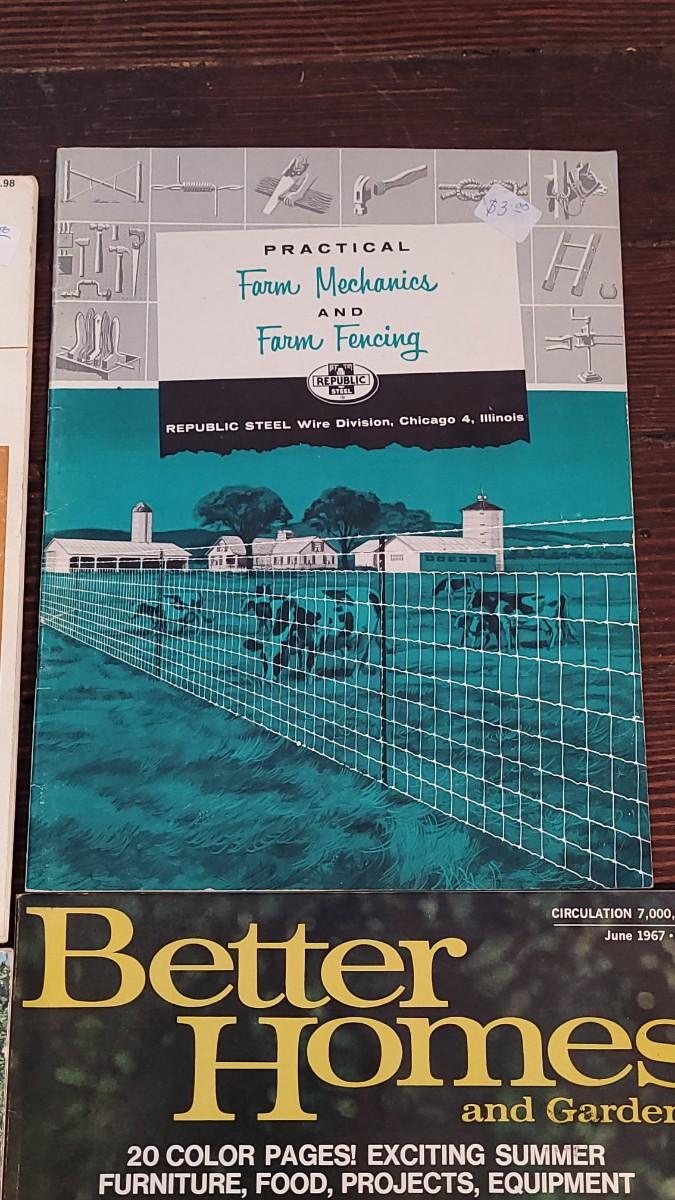 .98
$3.00
PRACTICAL
Farm Mechanics
AND
Farm Fencing
REPUBLIC
STEEL
REPUBLIC STEEL Wire Division, Chicago 4, Illinois
CIRCULATION 7,000,
June 1967 •
Better
Homes
and Garden
20 COLOR PAGES! EXCITING SUMMER
FURNITURE, FOOD, PROJECTS, EQUIPMENT